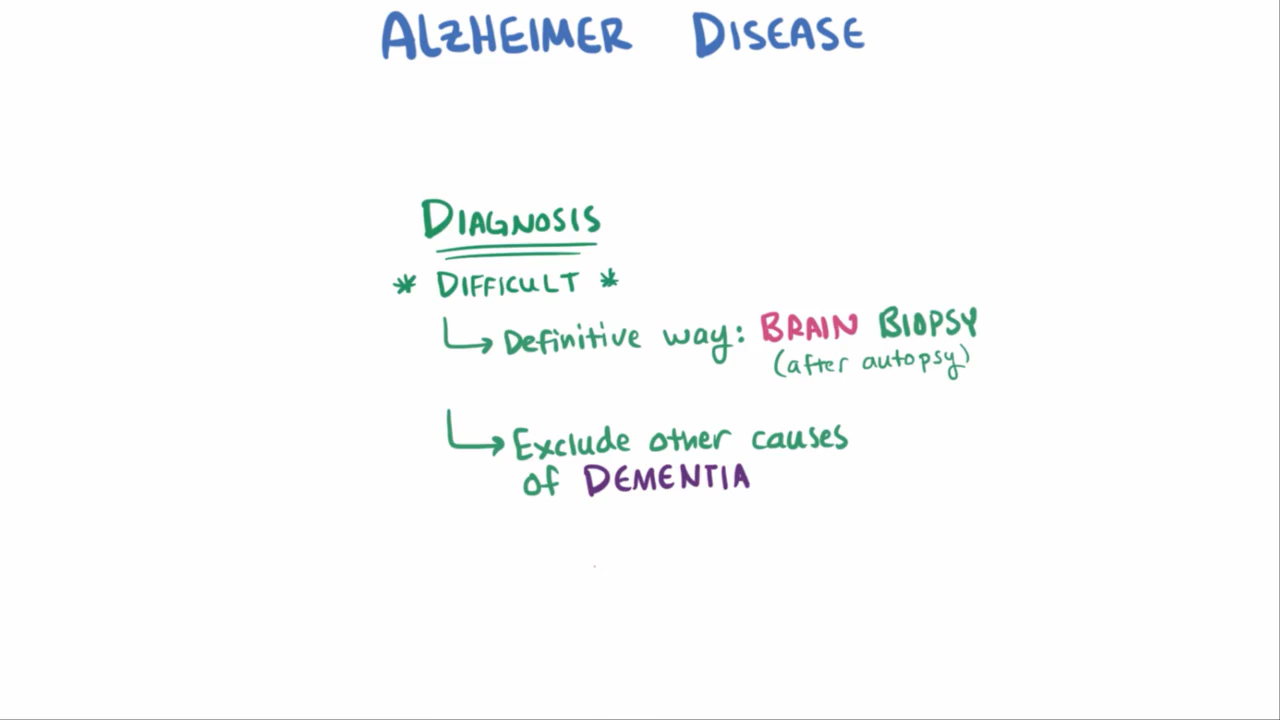 ALZHEIMER DISEASE
DIAGNOSIS
* DIFFICULT *
Definitive way: BRAIN BIOPSY
(after autopsy)
Exclude other causes
of DEMENTIA